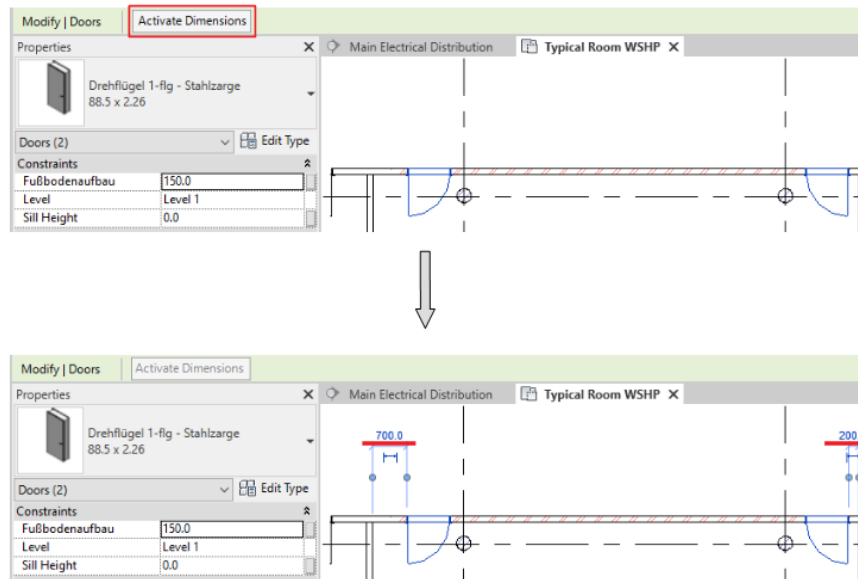 Modify | Doors Activate Dimensions
Properties X Main Electrical Distribution Typical Room WSHP X
Drehflügel 1-flg - Stahlzarge
88.5 x 2.26
Doors (2) Edit Type
Constraints
Fußbodenaufbau 150.0
Level Level 1
Sill Height 0.0
Modify | Doors Activate Dimensions
Properties X Main Electrical Distribution Typical Room WSHP X
Drehflügel 1-flg - Stahlzarge
88.5 x 2.26
700.0 200
Doors (2) Edit Type
Constraints
Fußbodenaufbau 150.0
Level Level 1
Sill Height 0.0